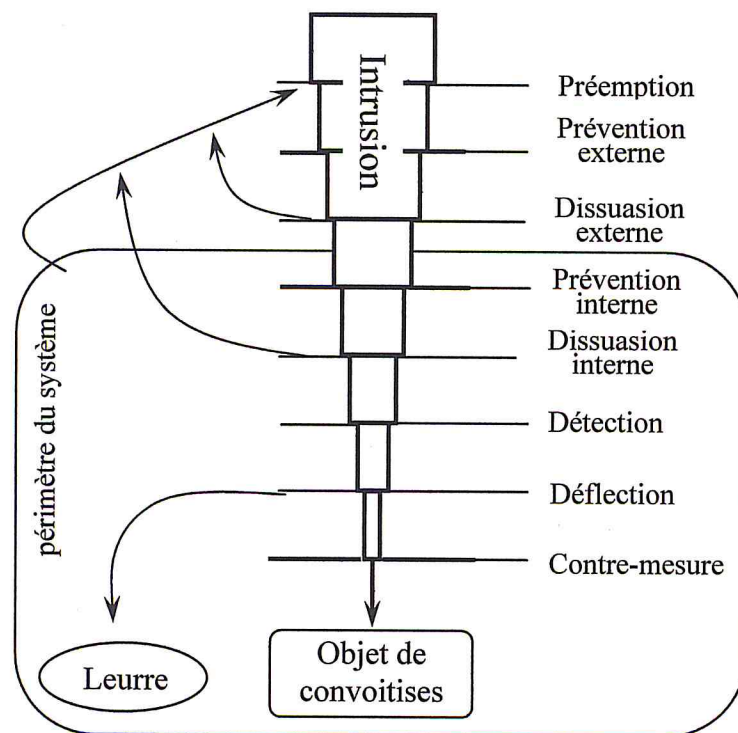 Intrusion
Préemption
Prévention
externe
Dissuasion
externe
Prévention
interne
Dissuasion
interne
Détection
Déflection
Contre-mesure
périmètre du système
Leurre
Objet de
convoitises